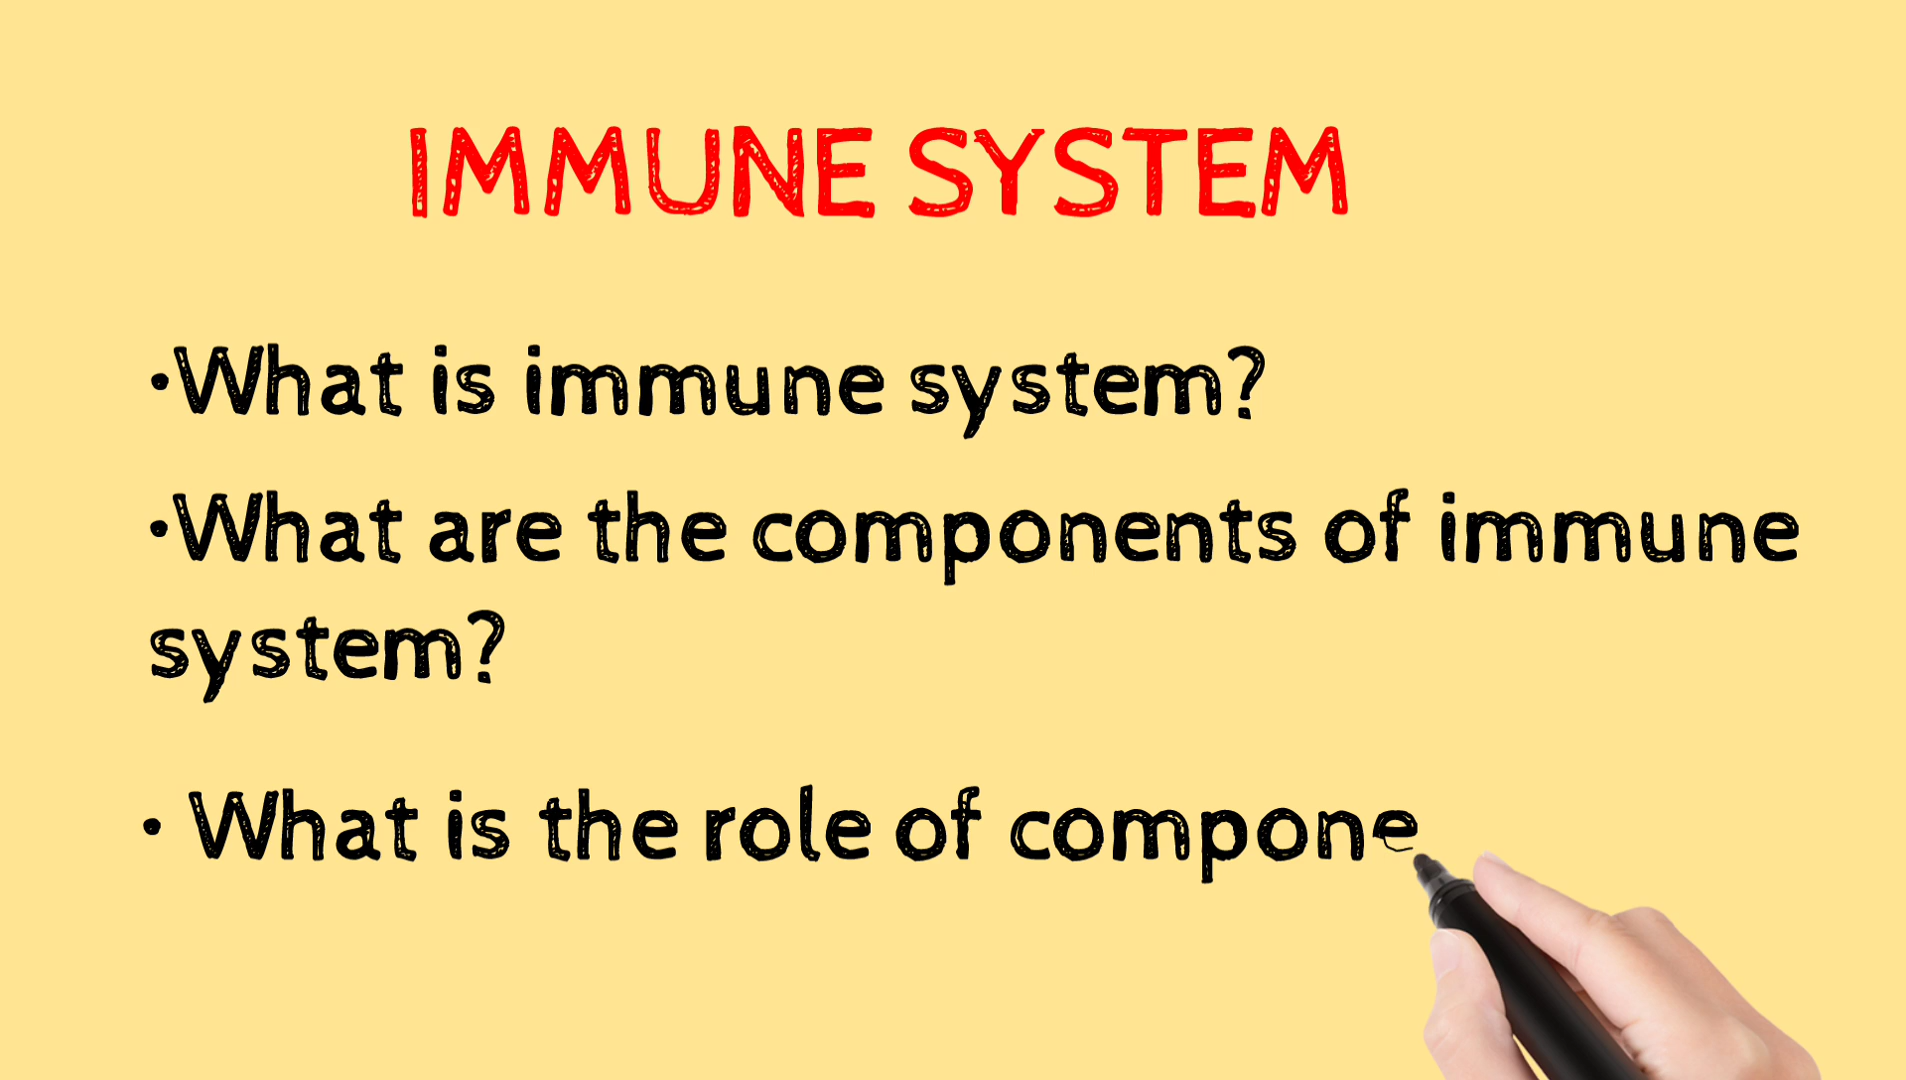 IMMUNE SYSTEM
•What is immune system?
•What are the components of immune
system?
• What is the role of compone